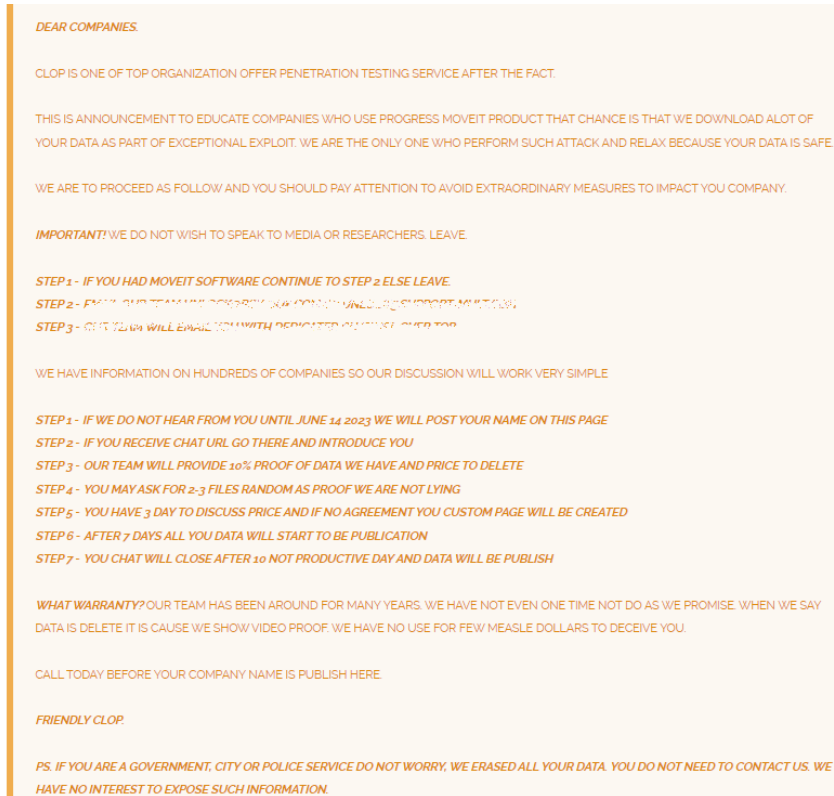 DEAR COMPANIES.
CLOP IS ONE OF TOP ORGANIZATION OFFER PENETRATION TESTING SERVICE AFTER THE FACT.
THIS IS ANNOUNCEMENT TO EDUCATE COMPANIES WHO USE PROGRESS MOVEIT PRODUCT THAT CHANCE IS THAT WE DOWNLOAD ALOT OF
YOUR DATA AS PART OF EXCEPTIONAL EXPLOIT. WE ARE THE ONLY ONE WHO PERFORM SUCH ATTACK AND RELAX BECAUSE YOUR DATA IS SAFE.
WE ARE TO PROCEED AS FOLLOW AND YOU SHOULD PAY ATTENTION TO AVOID EXTRAORDINARY MEASURES TO IMPACT YOU COMPANY.
IMPORTANT! WE DO NOT WISH TO SPEAK TO MEDIA OR RESEARCHERS. LEAVE.
STEP 1 - IF YOU HAD MOVEIT SOFTWARE CONTINUE TO STEP 2 ELSE LEAVE.
STEP 2 - EMAIL OUR TEAM
STEP 3 - OUR TEAM WILL EMAIL YOU WITH DEDICATED CHAT URL OVER TOR
WE HAVE INFORMATION ON HUNDREDS OF COMPANIES SO OUR DISCUSSION WILL WORK VERY SIMPLE
STEP 1 - IF WE DO NOT HEAR FROM YOU UNTIL JUNE 14 2023 WE WILL POST YOUR NAME ON THIS PAGE
STEP 2 - IF YOU RECEIVE CHAT URL GO THERE AND INTRODUCE YOU
STEP 3 - OUR TEAM WILL PROVIDE 10% PROOF OF DATA WE HAVE AND PRICE TO DELETE
STEP 4 - YOU MAY ASK FOR 2-3 FILES RANDOM AS PROOF WE ARE NOT LYING
STEP 5 - YOU HAVE 3 DAY TO DISCUSS PRICE AND IF NO AGREEMENT YOU CUSTOM PAGE WILL BE CREATED
STEP 6 - AFTER 7 DAYS ALL YOU DATA WILL START TO BE PUBLICATION
STEP 7 - YOU CHAT WILL CLOSE AFTER 10 NOT PRODUCTIVE DAY AND DATA WILL BE PUBLISH
WHAT WARRANTY? OUR TEAM HAS BEEN AROUND FOR MANY YEARS. WE HAVE NOT EVEN ONE TIME NOT DO AS WE PROMISE. WHEN WE SAY
DATA IS DELETE IT IS CAUSE WE SHOW VIDEO PROOF. WE HAVE NO USE FOR FEW MEASLE DOLLARS TO DECEIVE YOU.
CALL TODAY BEFORE YOUR COMPANY NAME IS PUBLISH HERE.
FRIENDLY CLOP.
PS. IF YOU ARE A GOVERNMENT, CITY OR POLICE SERVICE DO NOT WORRY, WE ERASED ALL YOUR DATA. YOU DO NOT NEED TO CONTACT US. WE
HAVE NO INTEREST TO EXPOSE SUCH INFORMATION.